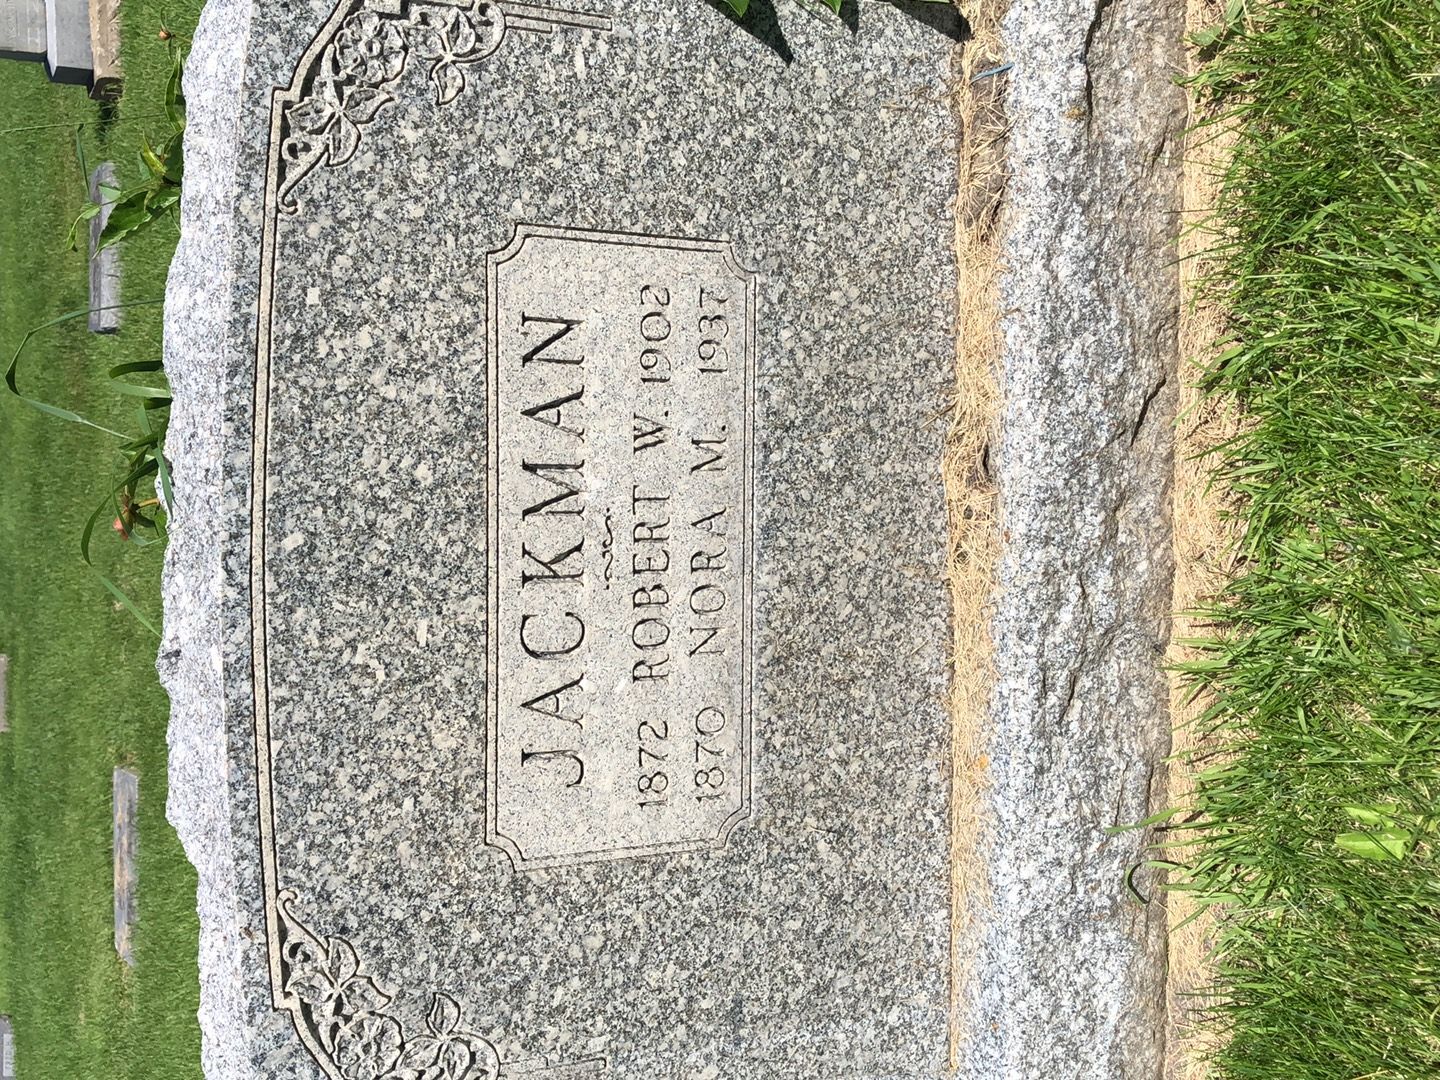 JACKMAN
1872 ROBERT W. 1902
1870 NORA M. 1937